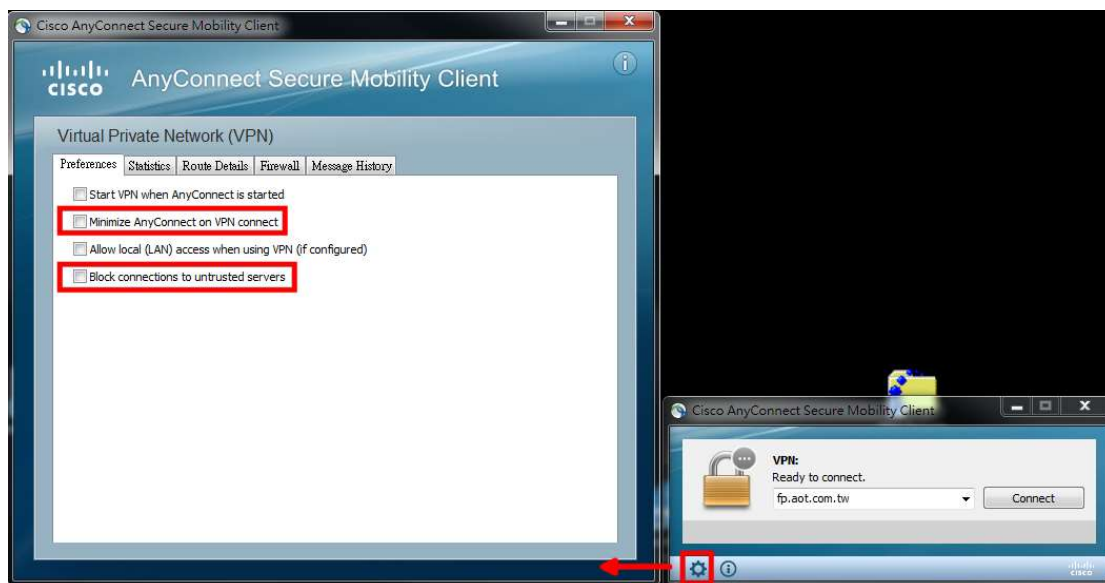 Cisco AnyConnect Secure Mobility Client
CISCO
AnyConnect Secure Mobility Client
Virtual Private Network (VPN)
Preferences Statistics Route Details Firewall Message History
Start VPN when AnyConnect is started
Minimize AnyConnect on VPN connect
Allow local (LAN) access when using VPN (if configured)
Block connections to untrusted servers
Cisco AnyConnect Secure Mobility Client
VPN:
Ready to connect.
fp.aot.com.tw
Connect
CISCO